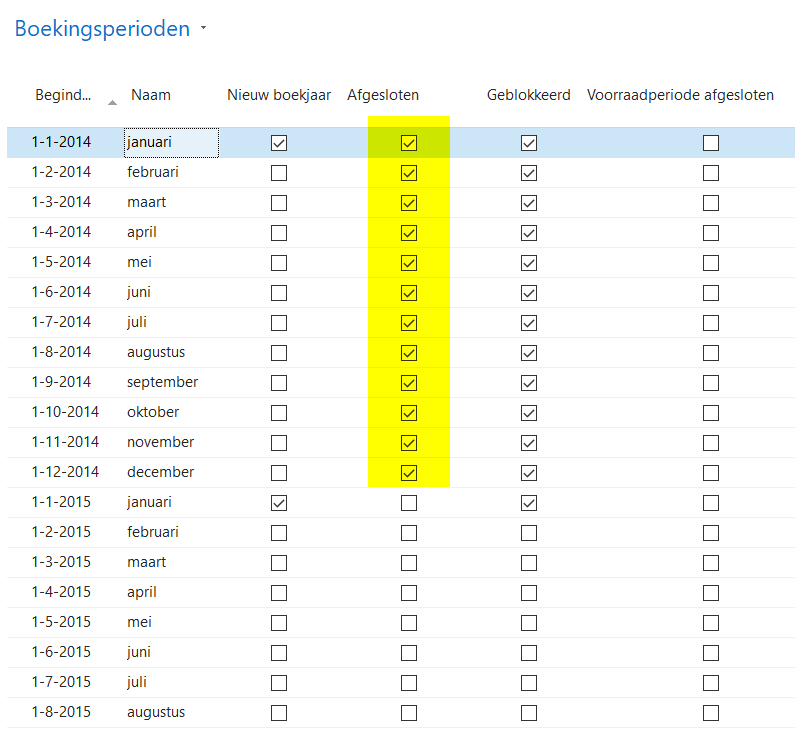 Boekingsperioden
Begind... Naam Nieuw boekjaar Afgesloten Geblokkeerd Voorraadperiode afgesloten
1-1-2014 januari
1-2-2014 februari
1-3-2014 maart
1-4-2014 april
1-5-2014 mei
1-6-2014 juni
1-7-2014 juli
1-8-2014 augustus
1-9-2014 september
1-10-2014 oktober
1-11-2014 november
1-12-2014 december
1-1-2015 januari
1-2-2015 februari
1-3-2015 maart
1-4-2015 april
1-5-2015 mei
1-6-2015 juni
1-7-2015 juli
1-8-2015 augustus